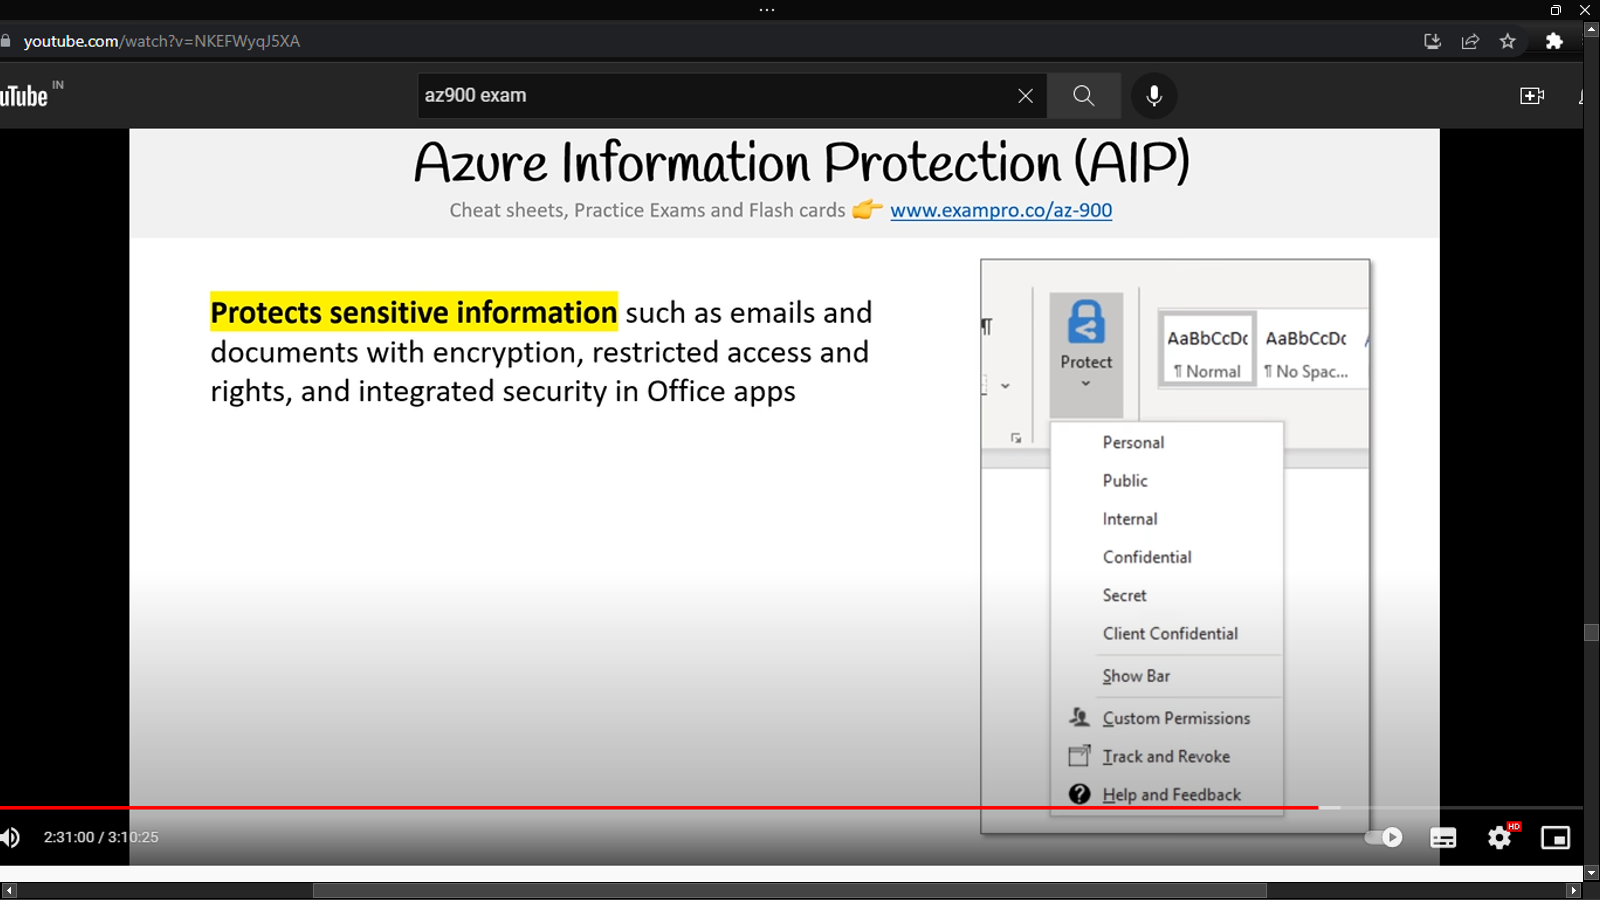 youtube.com/watch?v=NKEFWyqJ5XA
uTube IN
az900 exam
Azure Information Protection (AIP)
Cheat sheets, Practice Exams and Flash cards 👉 www.exampro.co/az-900
Protects sensitive information such as emails and
documents with encryption, restricted access and
rights, and integrated security in Office apps
¶
Protect
AaBbCcDc AaBbCcDc
¶ Normal ¶ No Spac...
Personal
Public
Internal
Confidential
Secret
Client Confidential
Show Bar
Custom Permissions
Track and Revoke
Help and Feedback
2:31:00 / 3:10:25
HD